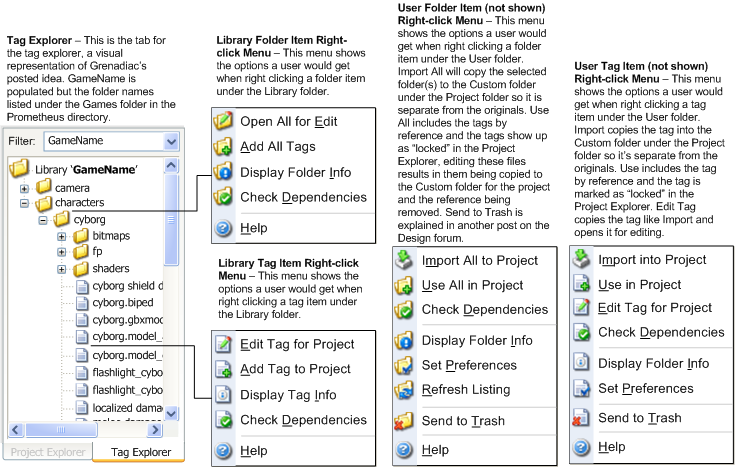 Tag Explorer – This is the tab for
the tag explorer, a visual
representation of Grenadiac's
posted idea. GameName is
populated but the folder names
listed under the Games folder in the
Prometheus directory.
Filter:
GameName
Library 'GameName'
camera
characters
cyborg
bitmaps
fp
shaders
cyborg shield d
cyborg.biped
cyborg.gbxmod
cyborg.model_
cyborg.model_
flashlight_cybo
flashlight_cybo
localized dama
Project Explorer
Tag Explorer
Library Folder Item Right-
click Menu – This menu shows
the options a user would get
when right clicking a folder item
under the Library folder.
Open All for Edit
Add All Tags
Display Folder Info
Check Dependencies
Help
Library Tag Item Right-click
Menu – This menu shows the
options a user would get when
right clicking a tag item under
the Library folder.
Edit Tag for Project
Add Tag to Project
Display Tag Info
Check Dependencies
Help
User Folder Item (not shown)
Right-click Menu – This menu
shows the options a user would
get when right clicking a folder
item under the User folder.
Import All will copy the selected
folder(s) to the Custom folder
under the Project folder so it is
separate from the originals. Use
All includes the tags by
reference and the tags show up
as "locked" in the Project
Explorer, editing these files
results in them being copied to
the Custom folder for the project
and the reference being
removed. Send to Trash is
explained in another post on the
Design forum.
Import All to Project
Use All in Project
Check Dependencies
Display Folder Info
Set Preferences
Refresh Listing
Send to Trash
Help
User Tag Item (not shown)
Right-click Menu – This menu
shows the options a user would
get when right clicking a tag
item under the User folder.
Import copies the tag into the
Custom folder under the Project
folder so it's separate from the
originals. Use includes the tag
by reference and the tag is
marked as "locked" in the
Project Explorer. Edit Tag
copies the tag like Import and
opens it for editing.
Import into Project
Use in Project
Edit Tag for Project
Check Dependencies
Display Folder Info
Set Preferences
Send to Trash
Help